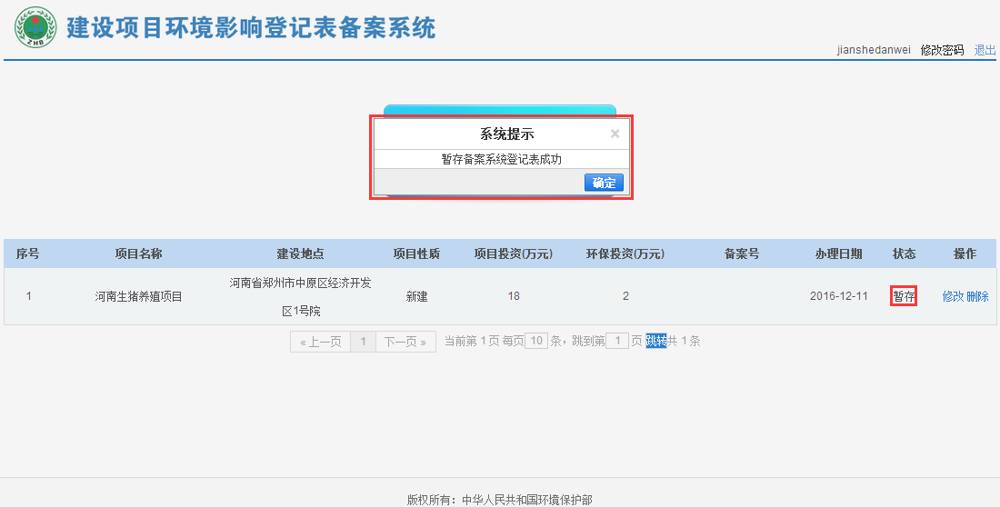 ZHB
建设项目环境影响登记表备案系统
jianshedanwei 修改密码 退出
系统提示 ×
暂存备案系统登记表成功
确定
序号 项目名称 建设地点 项目性质 项目投资(万元) 环保投资(万元) 备案号 办理日期 状态 操作
1 河南生猪养殖项目 河南省郑州市中原区经济开发 新建 18 2 2016-12-11 暂存 修改 删除
区1号院
« 上一页 1 下一页 » 当前第 1 页 每页 10 条，跳到第 1 页 跳转 共 1 条
版权所有：中华人民共和国环境保护部